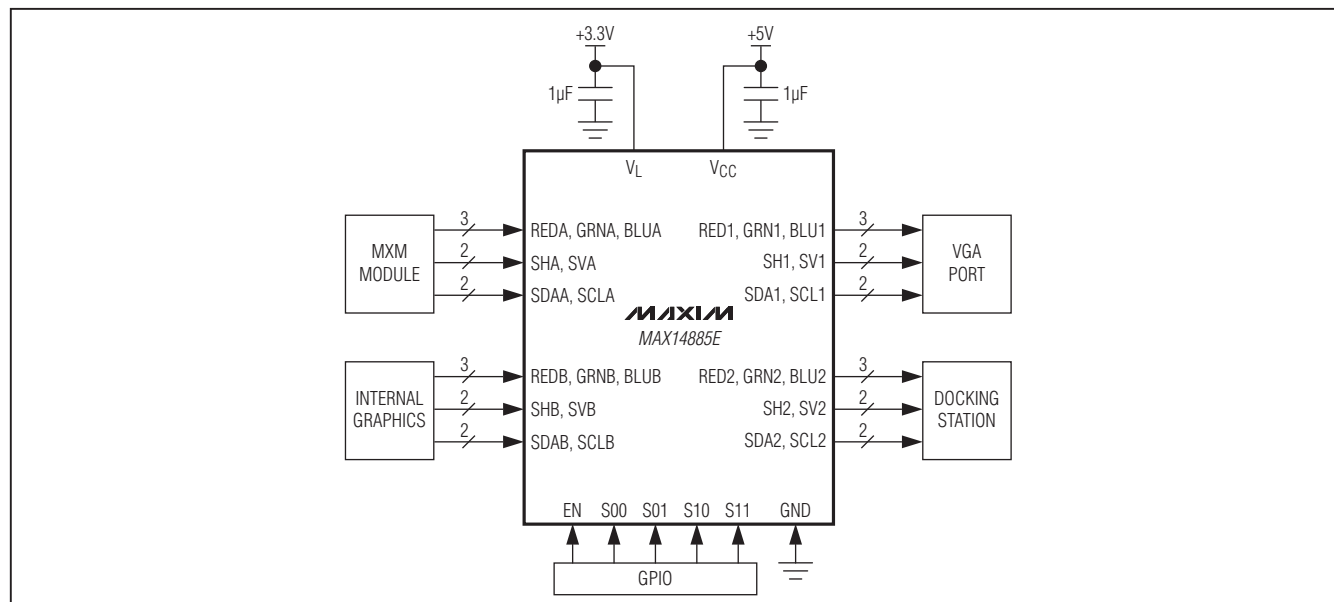 +3.3V
+5V
1µF
1µF
VL
VCC
MXM
MODULE
3
2
2
REDA, GRNA, BLUA
SHA, SVA
SDAA, SCLA
RED1, GRN1, BLU1
SH1, SV1
SDA1, SCL1
3
2
2
VGA
PORT
MAXIM
MAX14885E
INTERNAL
GRAPHICS
3
2
2
REDB, GRNB, BLUB
SHB, SVB
SDAB, SCLB
RED2, GRN2, BLU2
SH2, SV2
SDA2, SCL2
3
2
2
DOCKING
STATION
EN S00 S01 S10 S11 GND
GPIO